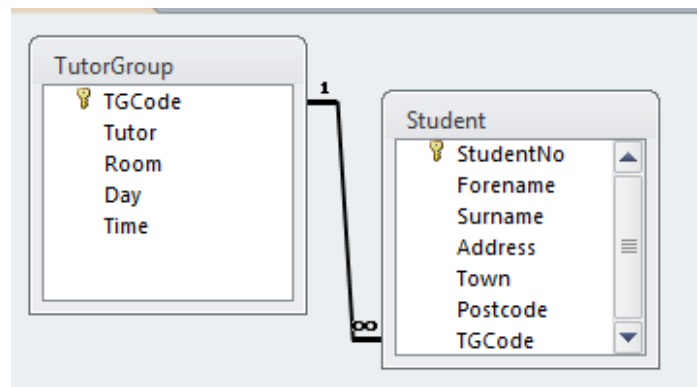 TutorGroup
TGCode
Tutor
Room
Day
Time
1
∞
Student
StudentNo
Forename
Surname
Address
Town
Postcode
TGCode